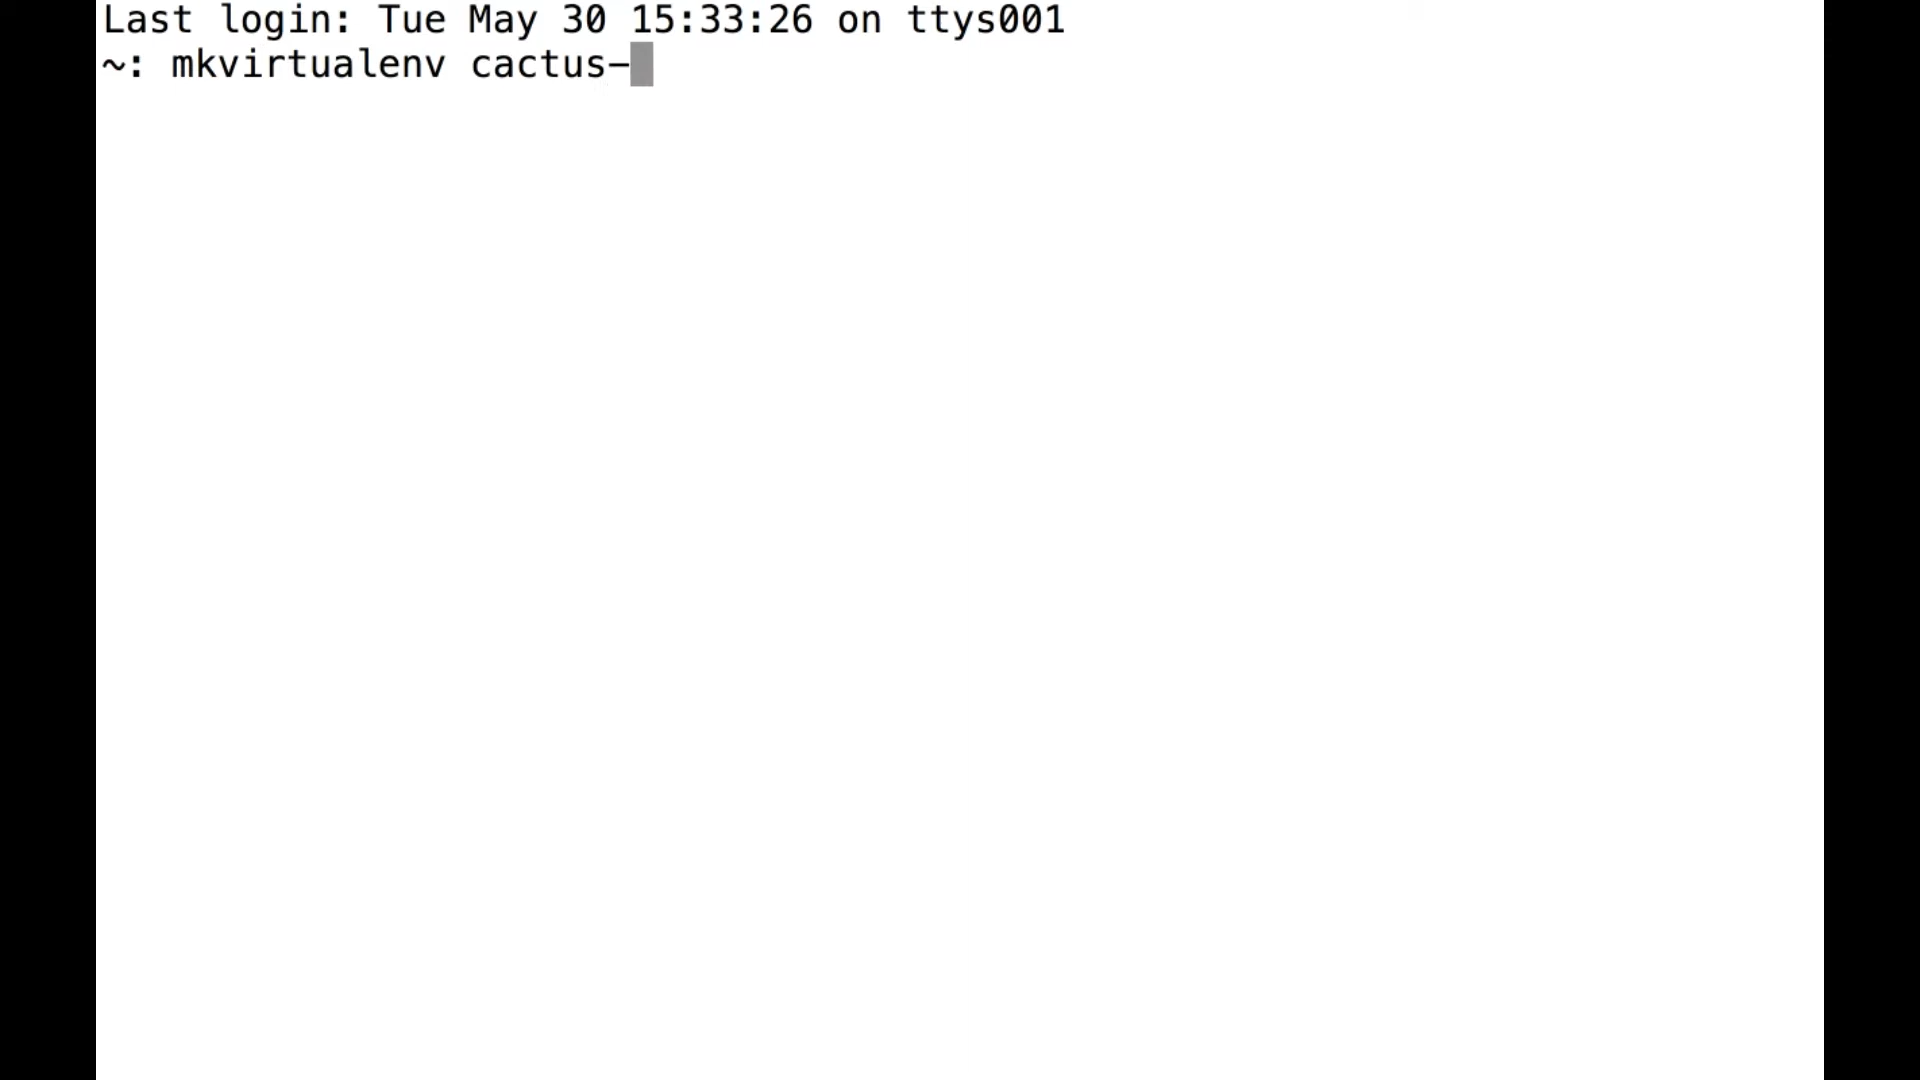 Last login: Tue May 30 15:33:26 on ttys001
~: mkvirtualenv cactus-